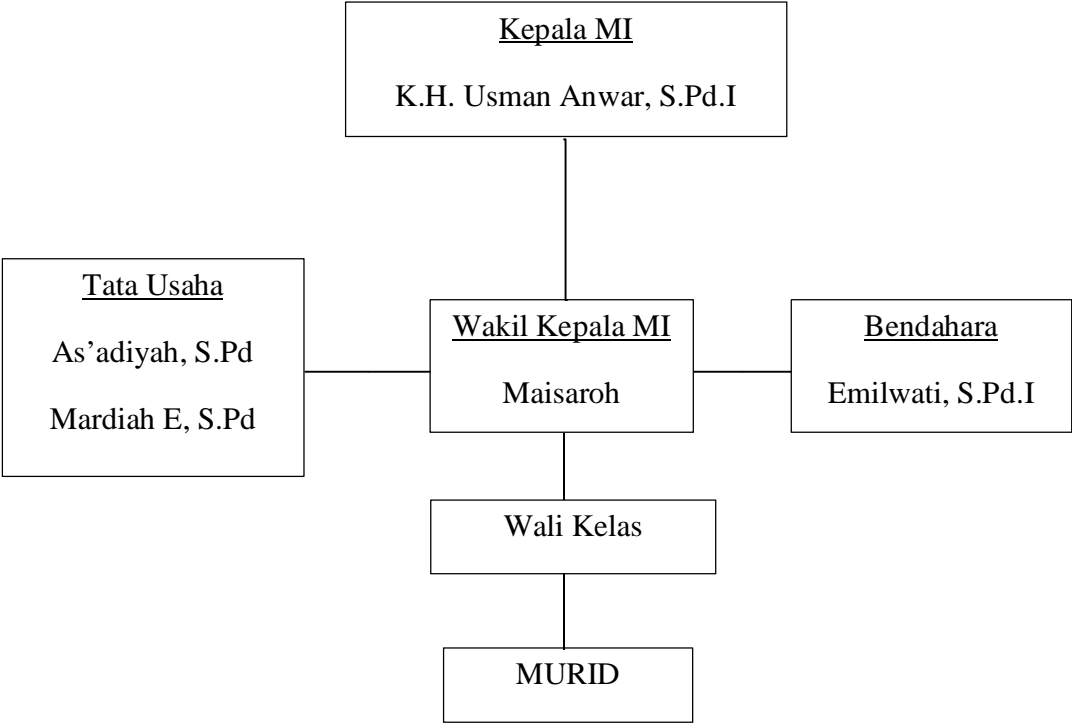 Kepala MI
K.H. Usman Anwar, S.Pd.I
Tata Usaha
As’adiyah, S.Pd
Mardiah E, S.Pd
Wakil Kepala MI
Maisaroh
Bendahara
Emilwati, S.Pd.I
Wali Kelas
MURID